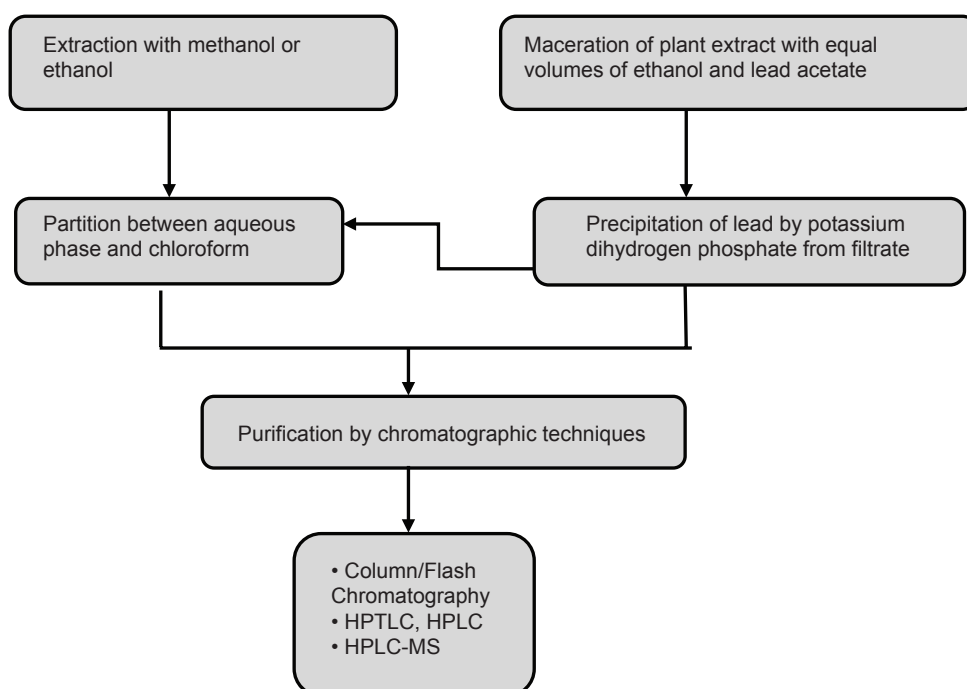 Extraction with methanol or
ethanol
Maceration of plant extract with equal
volumes of ethanol and lead acetate
Partition between aqueous
phase and chloroform
Precipitation of lead by potassium
dihydrogen phosphate from filtrate
Purification by chromatographic techniques
• Column/Flash
Chromatography
• HPTLC, HPLC
• HPLC-MS